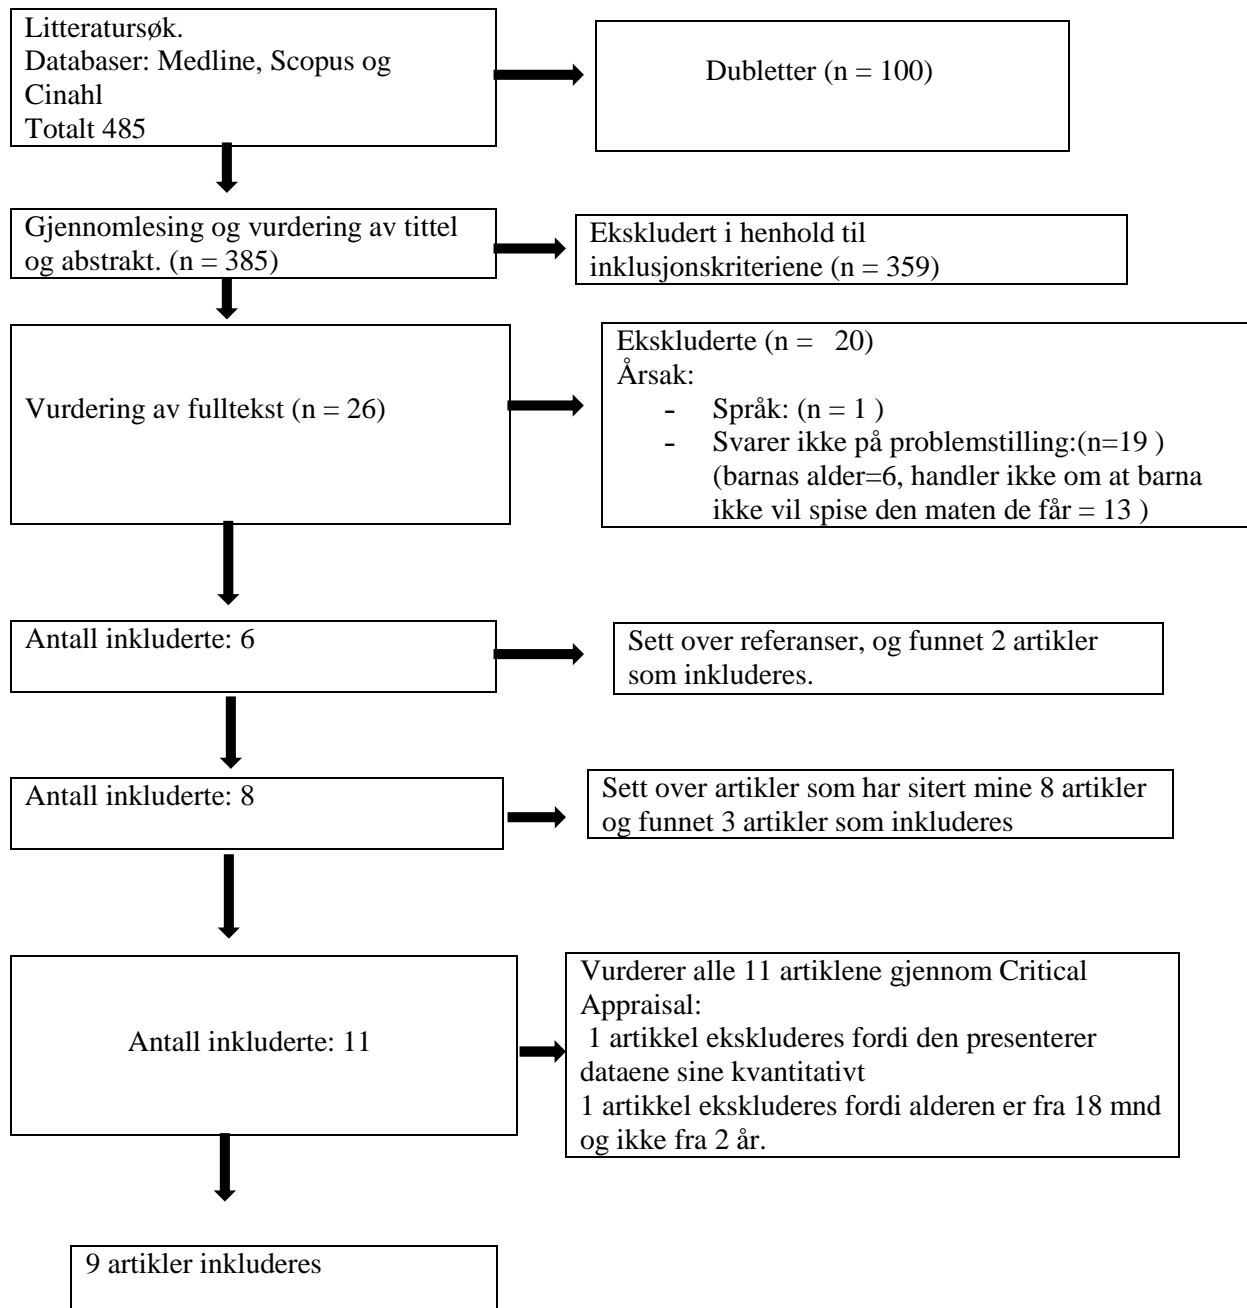 Litteratursøk.
Databaser: Medline, Scopus og
Cinahl
Totalt 485
Dubletter (n = 100)
Gjennomlesing og vurdering av tittel
og abstrakt. (n = 385)
Ekskludert i henhold til
inklusjonskriteriene (n = 359)
Vurdering av fulltekst (n = 26)
Ekskluderte (n =   20)
Årsak:
- Språk: (n = 1 )
- Svarer ikke på problemstilling:(n=19 )
(barnas alder=6, handler ikke om at barna
ikke vil spise den maten de får = 13 )
Antall inkluderte: 6
Sett over referanser, og funnet 2 artikler
som inkluderes.
Antall inkluderte: 8
Sett over artikler som har sitert mine 8 artikler
og funnet 3 artikler som inkluderes
Antall inkluderte: 11
Vurderer alle 11 artiklene gjennom Critical
Appraisal:
1 artikkel ekskluderes fordi den presenterer
dataene sine kvantitativt
1 artikkel ekskluderes fordi alderen er fra 18 mnd
og ikke fra 2 år.
9 artikler inkluderes